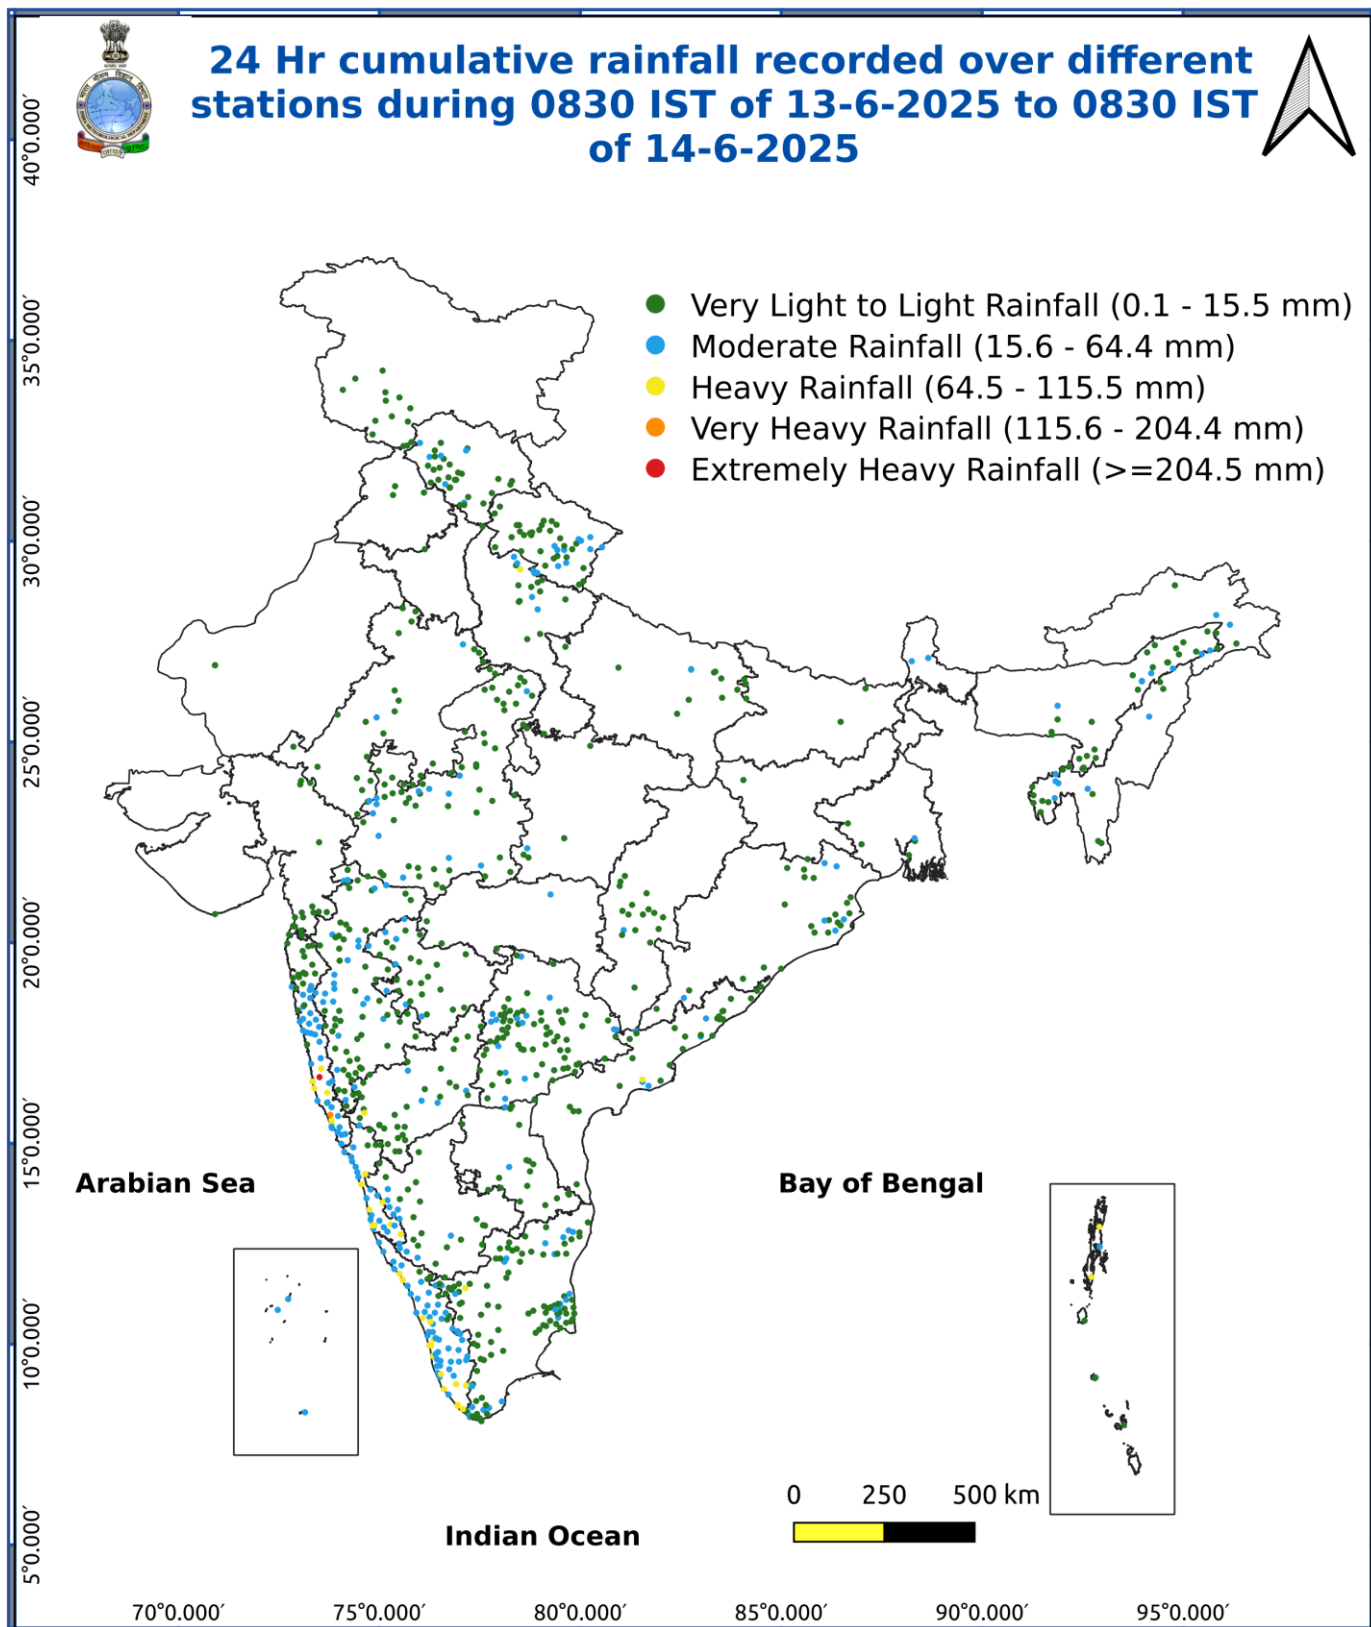 24 Hr cumulative rainfall recorded over different
stations during 0830 IST of 13-6-2025 to 0830 IST
of 14-6-2025
Very Light to Light Rainfall (0.1 - 15.5 mm)
Moderate Rainfall (15.6 - 64.4 mm)
Heavy Rainfall (64.5 - 115.5 mm)
Very Heavy Rainfall (115.6 - 204.4 mm)
Extremely Heavy Rainfall (>=204.5 mm)
40°0.000′
35°0.000′
30°0.000′
25°0.000′
20°0.000′
15°0.000′
10°0.000′
5°0.000′
Arabian Sea
Bay of Bengal
Indian Ocean
0 250 500 km
70°0.000′ 75°0.000′ 80°0.000′ 85°0.000′ 90°0.000′ 95°0.000′